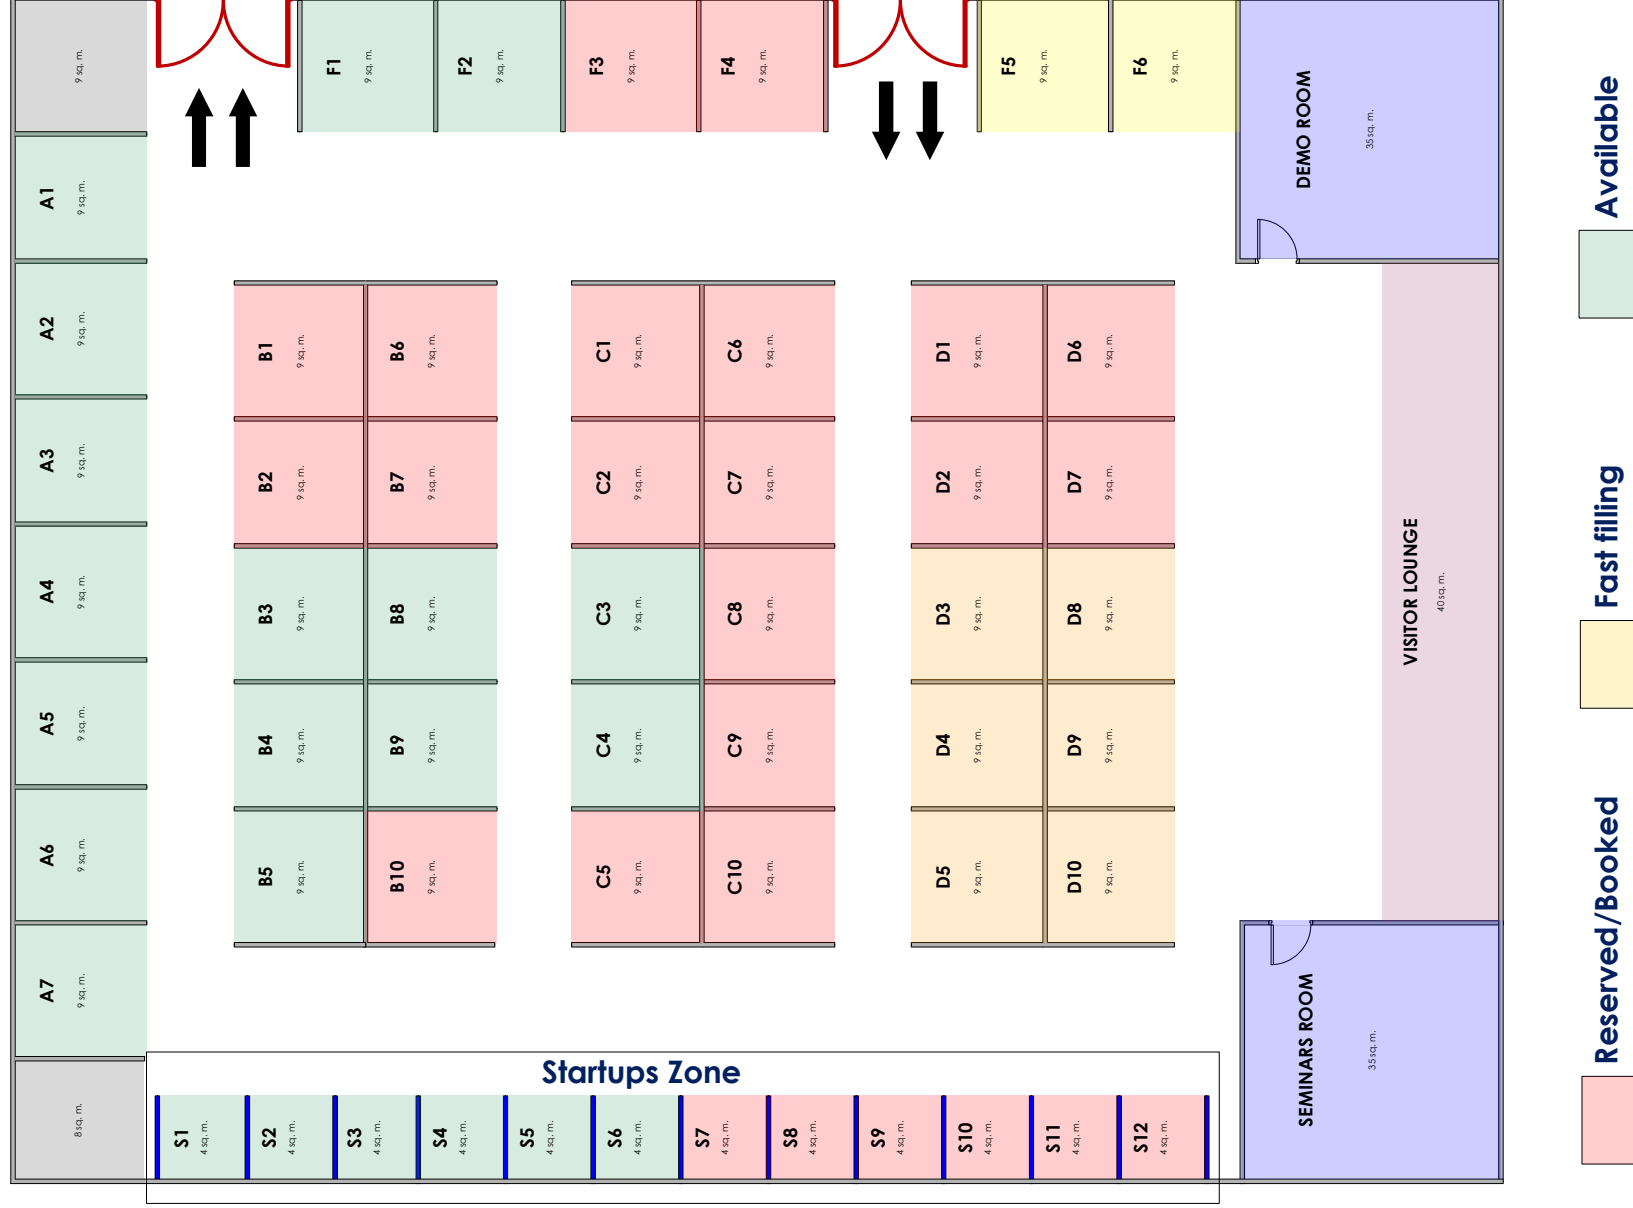 9 sq. m.
F1
9 sq. m.
F2
9 sq. m.
F3
9 sq. m.
F4
9 sq. m.
F5
9 sq. m.
F6
9 sq. m.
DEMO ROOM
35 sq. m.
Available
A1
9 sq. m.
A2
9 sq. m.
A3
9 sq. m.
A4
9 sq. m.
A5
9 sq. m.
A6
9 sq. m.
A7
9 sq. m.
8 sq. m.
B1
9 sq. m.
B6
9 sq. m.
B2
9 sq. m.
B7
9 sq. m.
B3
9 sq. m.
B8
9 sq. m.
B4
9 sq. m.
B9
9 sq. m.
B5
9 sq. m.
B10
9 sq. m.
C1
9 sq. m.
C6
9 sq. m.
C2
9 sq. m.
C7
9 sq. m.
C3
9 sq. m.
C8
9 sq. m.
C4
9 sq. m.
C9
9 sq. m.
C5
9 sq. m.
C10
9 sq. m.
D1
9 sq. m.
D6
9 sq. m.
D2
9 sq. m.
D7
9 sq. m.
D3
9 sq. m.
D8
9 sq. m.
D4
9 sq. m.
D9
9 sq. m.
D5
9 sq. m.
D10
9 sq. m.
VISITOR LOUNGE
40 sq. m.
Fast filling
Startups Zone
S1
4 sq. m.
S2
4 sq. m.
S3
4 sq. m.
S4
4 sq. m.
S5
4 sq. m.
S6
4 sq. m.
S7
4 sq. m.
S8
4 sq. m.
S9
4 sq. m.
S10
4 sq. m.
S11
4 sq. m.
S12
4 sq. m.
SEMINARS ROOM
35 sq. m.
Reserved/Booked